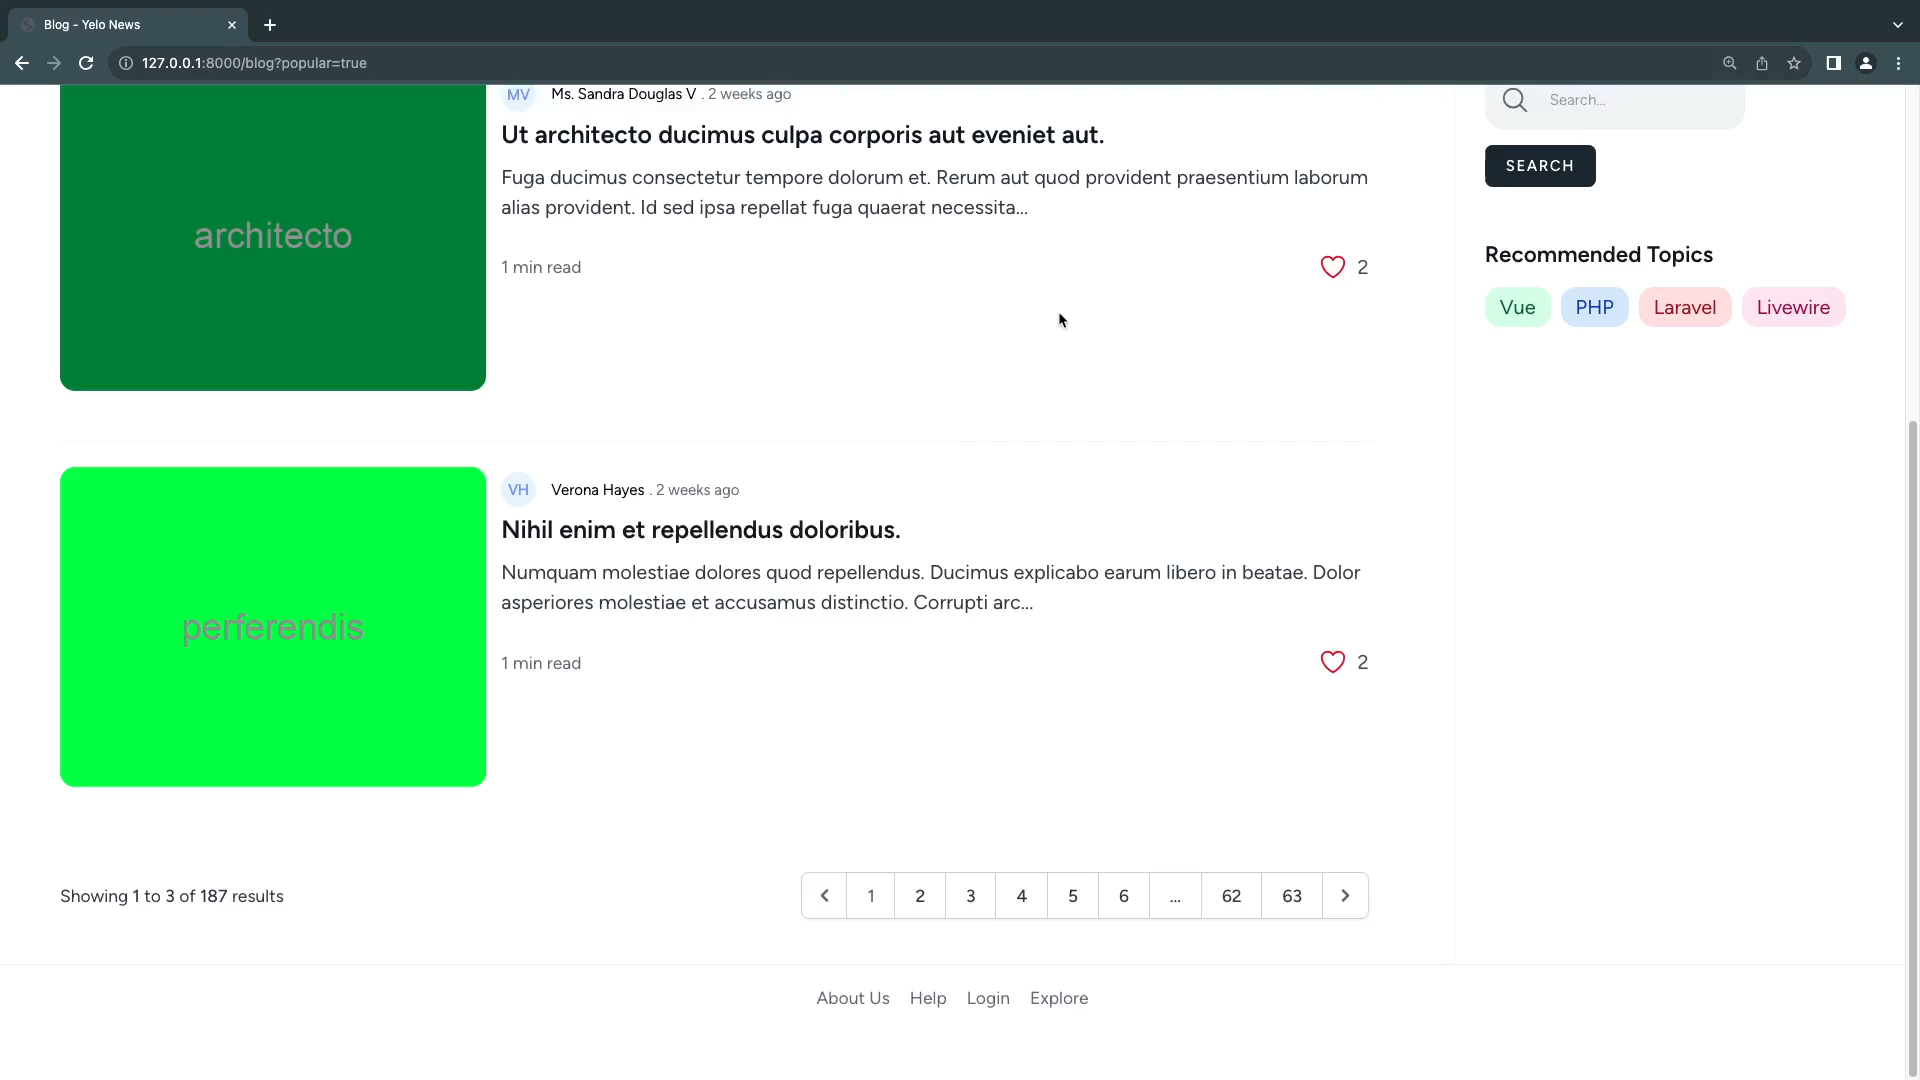 Blog - Yelo News
127.0.0.1:8000/blog?popular=true
MV Ms. Sandra Douglas V . 2 weeks ago
Ut architecto ducimus culpa corporis aut eveniet aut.
Fuga ducimus consectetur tempore dolorum et. Rerum aut quod provident praesentium laborum
alias provident. Id sed ipsa repellat fuga quaerat necessita...
architecto
1 min read
2
Search...
SEARCH
Recommended Topics
Vue PHP Laravel Livewire
VH Verona Hayes . 2 weeks ago
Nihil enim et repellendus doloribus.
Numquam molestiae dolores quod repellendus. Ducimus explicabo earum libero in beatae. Dolor
asperiores molestiae et accusamus distinctio. Corrupti arc...
perferendis
1 min read
2
Showing 1 to 3 of 187 results
1 2 3 4 5 6 ... 62 63
About Us Help Login Explore